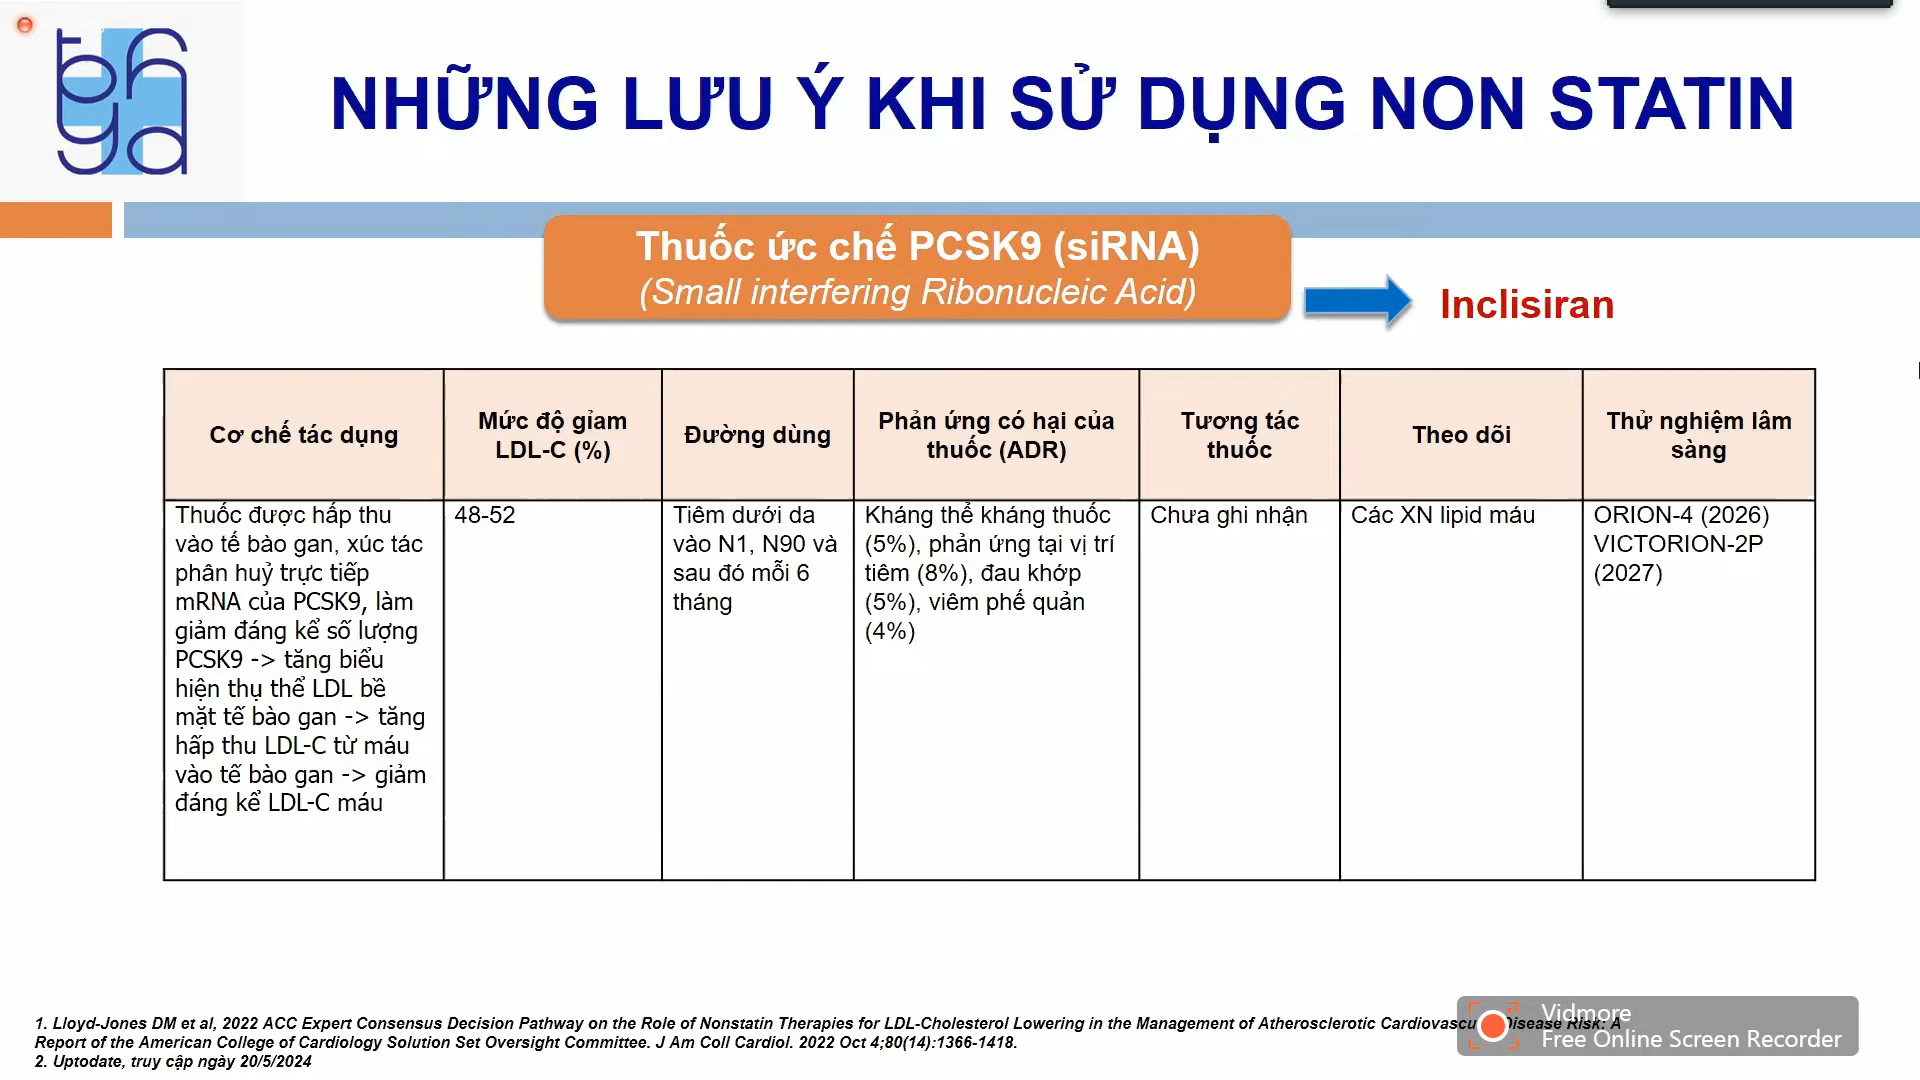 bhyd
NHỮNG LƯU Ý KHI SỬ DỤNG NON STATIN
Thuốc ức chế PCSK9 (siRNA)
(Small interfering Ribonucleic Acid)
Inclisiran
Cơ chế tác dụng
Mức độ giảm
LDL-C (%)
Đường dùng
Phản ứng có hại của
thuốc (ADR)
Tương tác
thuốc
Theo dõi
Thử nghiệm lâm
sàng
Thuốc được hấp thu
vào tế bào gan, xúc tác
phân huỷ trực tiếp
mRNA của PCSK9, làm
giảm đáng kể số lượng
PCSK9 -> tăng biểu
hiện thụ thể LDL bề
mặt tế bào gan -> tăng
hấp thu LDL-C từ máu
vào tế bào gan -> giảm
đáng kể LDL-C máu
48-52
Tiêm dưới da
vào N1, N90 và
sau đó mỗi 6
tháng
Kháng thể kháng thuốc
(5%), phản ứng tại vị trí
tiêm (8%), đau khớp
(5%), viêm phế quản
(4%)
Chưa ghi nhận
Các XN lipid máu
ORION-4 (2026)
VICTORION-2P
(2027)
1. Lloyd-Jones DM et al, 2022 ACC Expert Consensus Decision Pathway on the Role of Nonstatin Therapies for LDL-Cholesterol Lowering in the Management of Atherosclerotic Disease Risk: A
Report of the American College of Cardiology Solution Set Oversight Committee. J Am Coll Cardiol. 2022 Oct 4;80(14):1366-1418.
2. Uptodate, truy cập ngày 20/5/2024
Vidmore
Free Online Screen Recorder